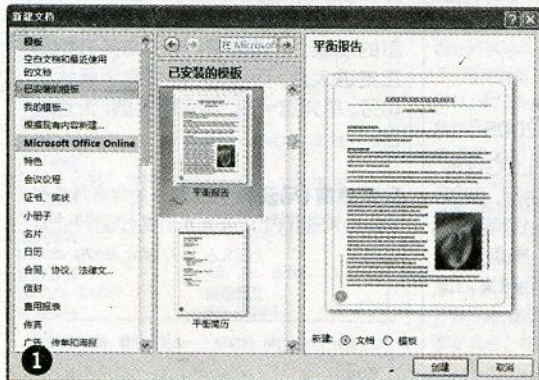 新建文档
模板
空白文档和最近使用
的文档
已安装的模板
我的模板...
根据现有内容新建...
Microsoft Office Online
特色
会议议程
证书、奖状
小册子
名片
日历
合同、协议、法律文...
信封
费用报表
传真
广告、传单和海报
在 Microsoft
已安装的模板
平衡报告
平衡简历
平衡报告
新建: 文档 模板
创建 取消
1